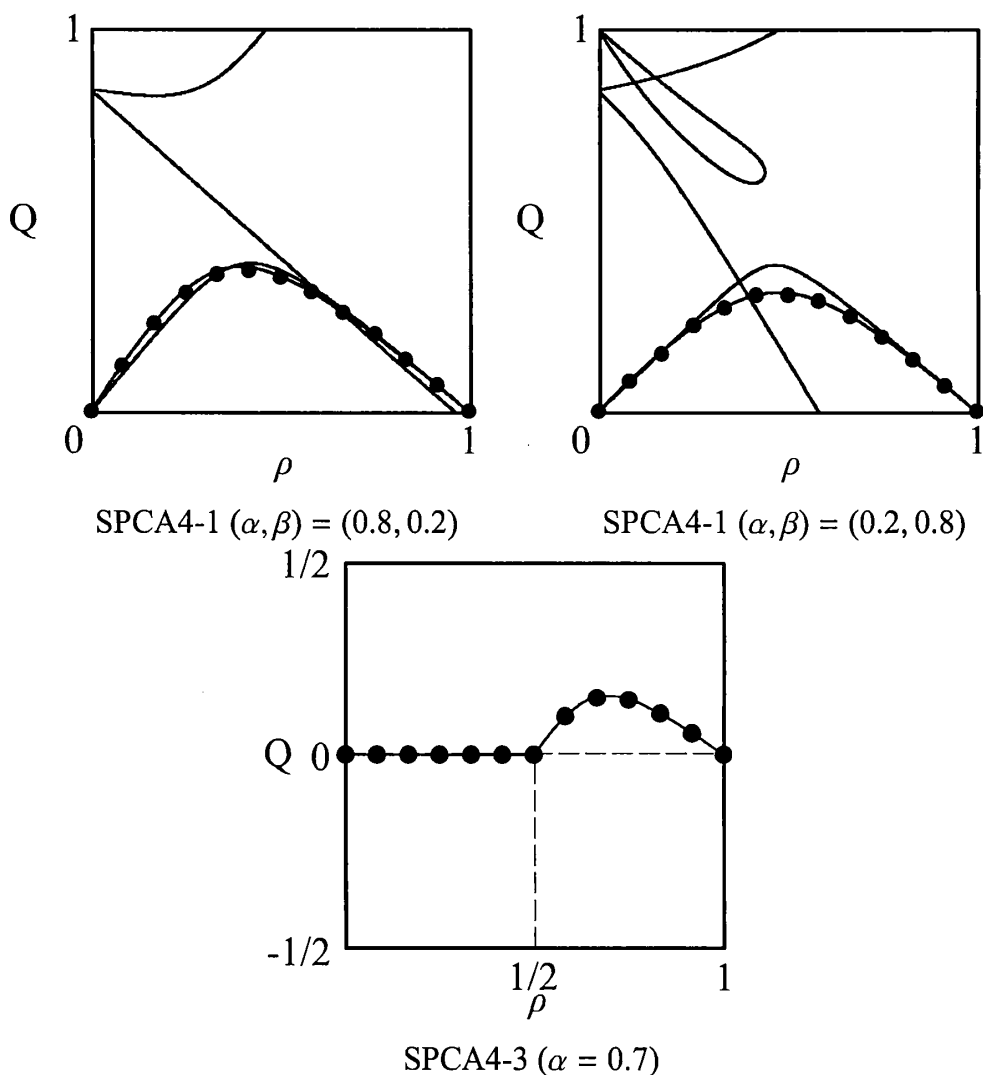 1
1
Q
Q
0
1
0
1
ρ
ρ
SPCA4-1 (α, β) = (0.8, 0.2)
SPCA4-1 (α, β) = (0.2, 0.8)
1/2
Q 0
-1/2
1/2
1
ρ
SPCA4-3 (α = 0.7)